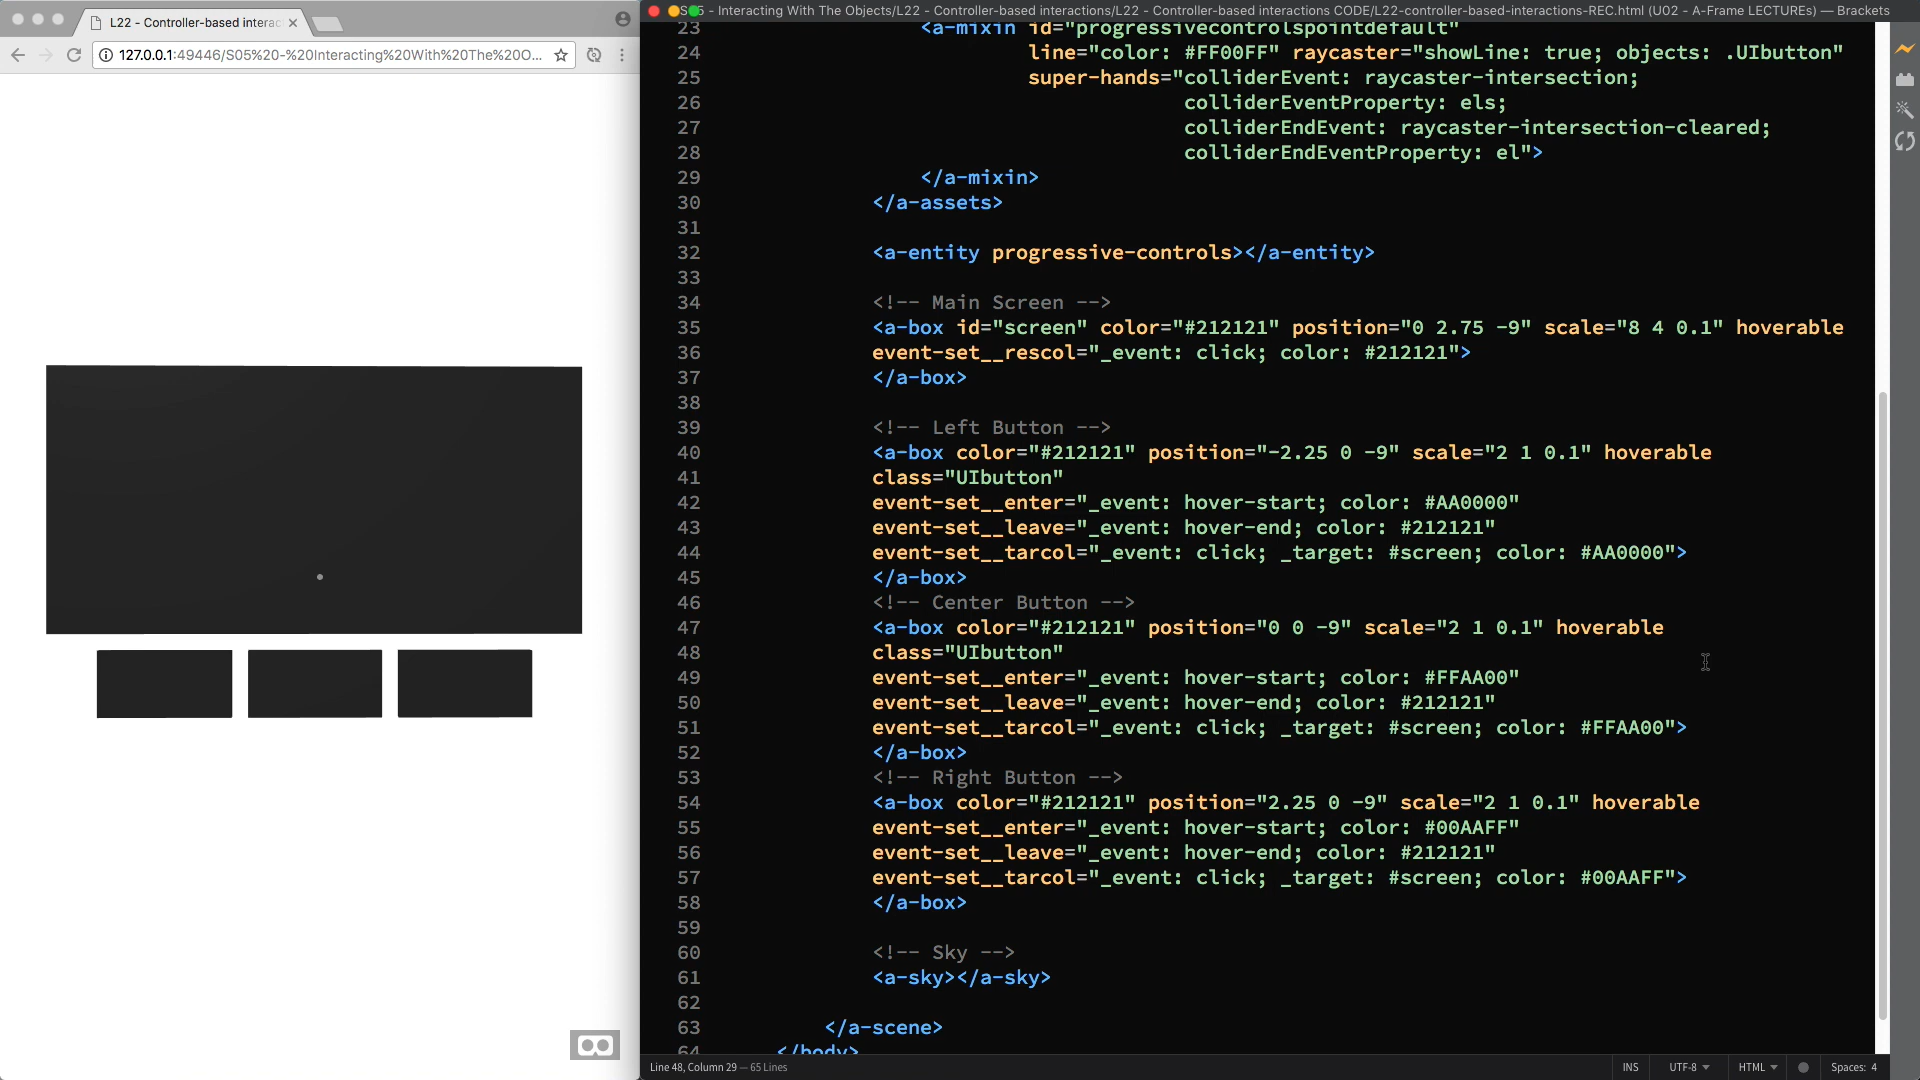 L22 - Controller-based interac
127.0.0.1:49446/S05%20-%20Interacting%20With%20The%20O...
- Interacting With The Objects/L22 - Controller-based interactions/L22 - Controller-based interactions CODE/L22-controller-based-interactions-REC.html (U02 - A-Frame LECTUREs) — Brackets
23 <a-mixin id="progressivecontrolspointdefault"
24 line="color: #FF00FF" raycaster="showLine: true; objects: .UIbutton"
25 super-hands="colliderEvent: raycaster-intersection;
26 colliderEventProperty: els;
27 colliderEndEvent: raycaster-intersection-cleared;
28 colliderEndEventProperty: el">
29 </a-mixin>
30 </a-assets>
31
32 <a-entity progressive-controls></a-entity>
33
34 <!-- Main Screen -->
35 <a-box id="screen" color="#212121" position="0 2.75 -9" scale="8 4 0.1" hoverable
36 event-set__rescol="_event: click; color: #212121">
37 </a-box>
38
39 <!-- Left Button -->
40 <a-box color="#212121" position="-2.25 0 -9" scale="2 1 0.1" hoverable
41 class="UIbutton"
42 event-set__enter="_event: hover-start; color: #AA0000"
43 event-set__leave="_event: hover-end; color: #212121"
44 event-set__tarcol="_event: click; _target: #screen; color: #AA0000">
45 </a-box>
46 <!-- Center Button -->
47 <a-box color="#212121" position="0 0 -9" scale="2 1 0.1" hoverable
48 class="UIbutton"
49 event-set__enter="_event: hover-start; color: #FFAA00"
50 event-set__leave="_event: hover-end; color: #212121"
51 event-set__tarcol="_event: click; _target: #screen; color: #FFAA00">
52 </a-box>
53 <!-- Right Button -->
54 <a-box color="#212121" position="2.25 0 -9" scale="2 1 0.1" hoverable
55 event-set__enter="_event: hover-start; color: #00AAFF"
56 event-set__leave="_event: hover-end; color: #212121"
57 event-set__tarcol="_event: click; _target: #screen; color: #00AAFF">
58 </a-box>
59
60 <!-- Sky -->
61 <a-sky></a-sky>
62
63 </a-scene>
64 </body>
Line 48, Column 29 — 65 Lines
INS
UTF-8
HTML
Spaces: 4